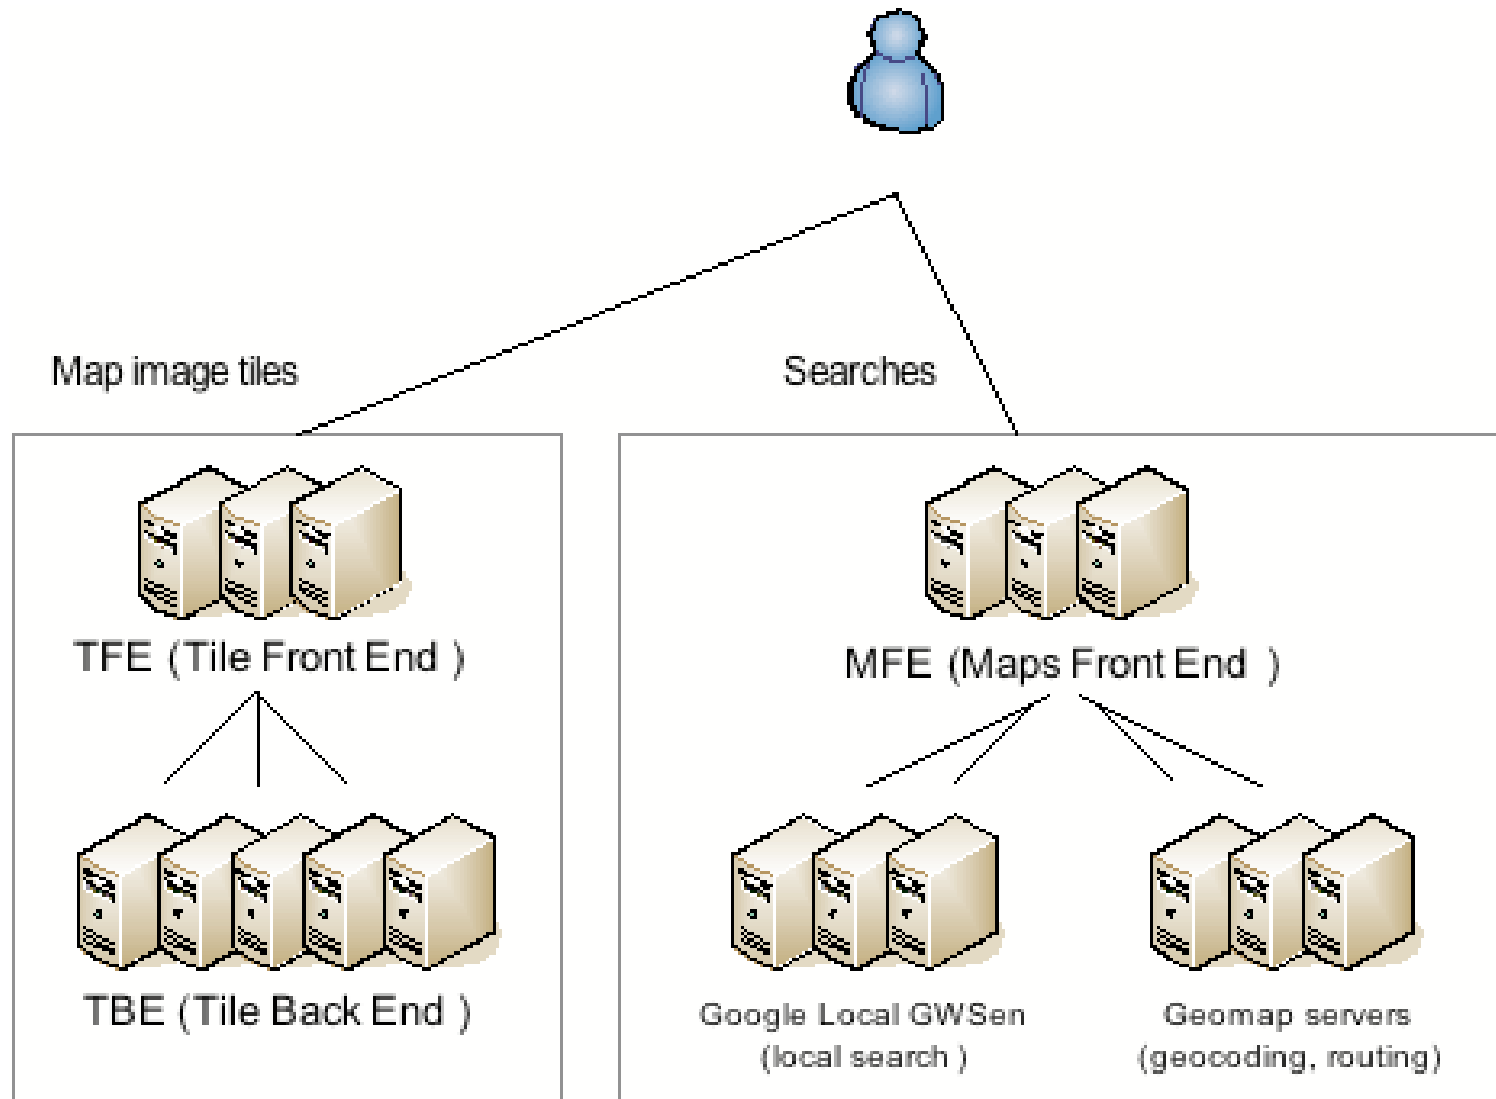 Map image tiles
Searches
TFE (Tile Front End )
MFE (Maps Front End )
TBE (Tile Back End )
Google Local GWSen
(local search )
Geomap servers
(geocoding, routing)